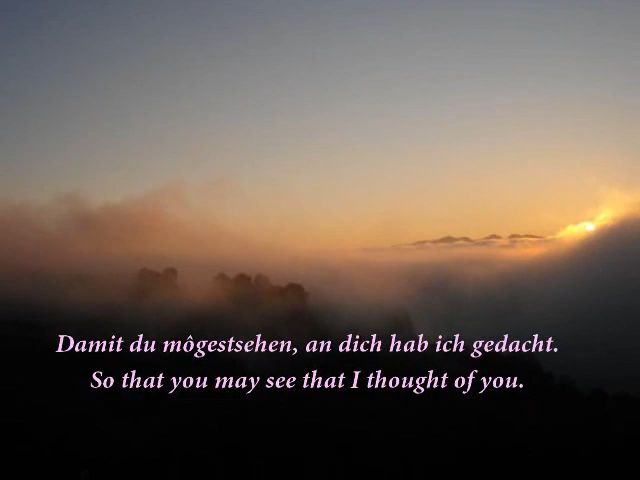 Damit du môgestsehen, an dich hab ich gedacht.
So that you may see that I thought of you.